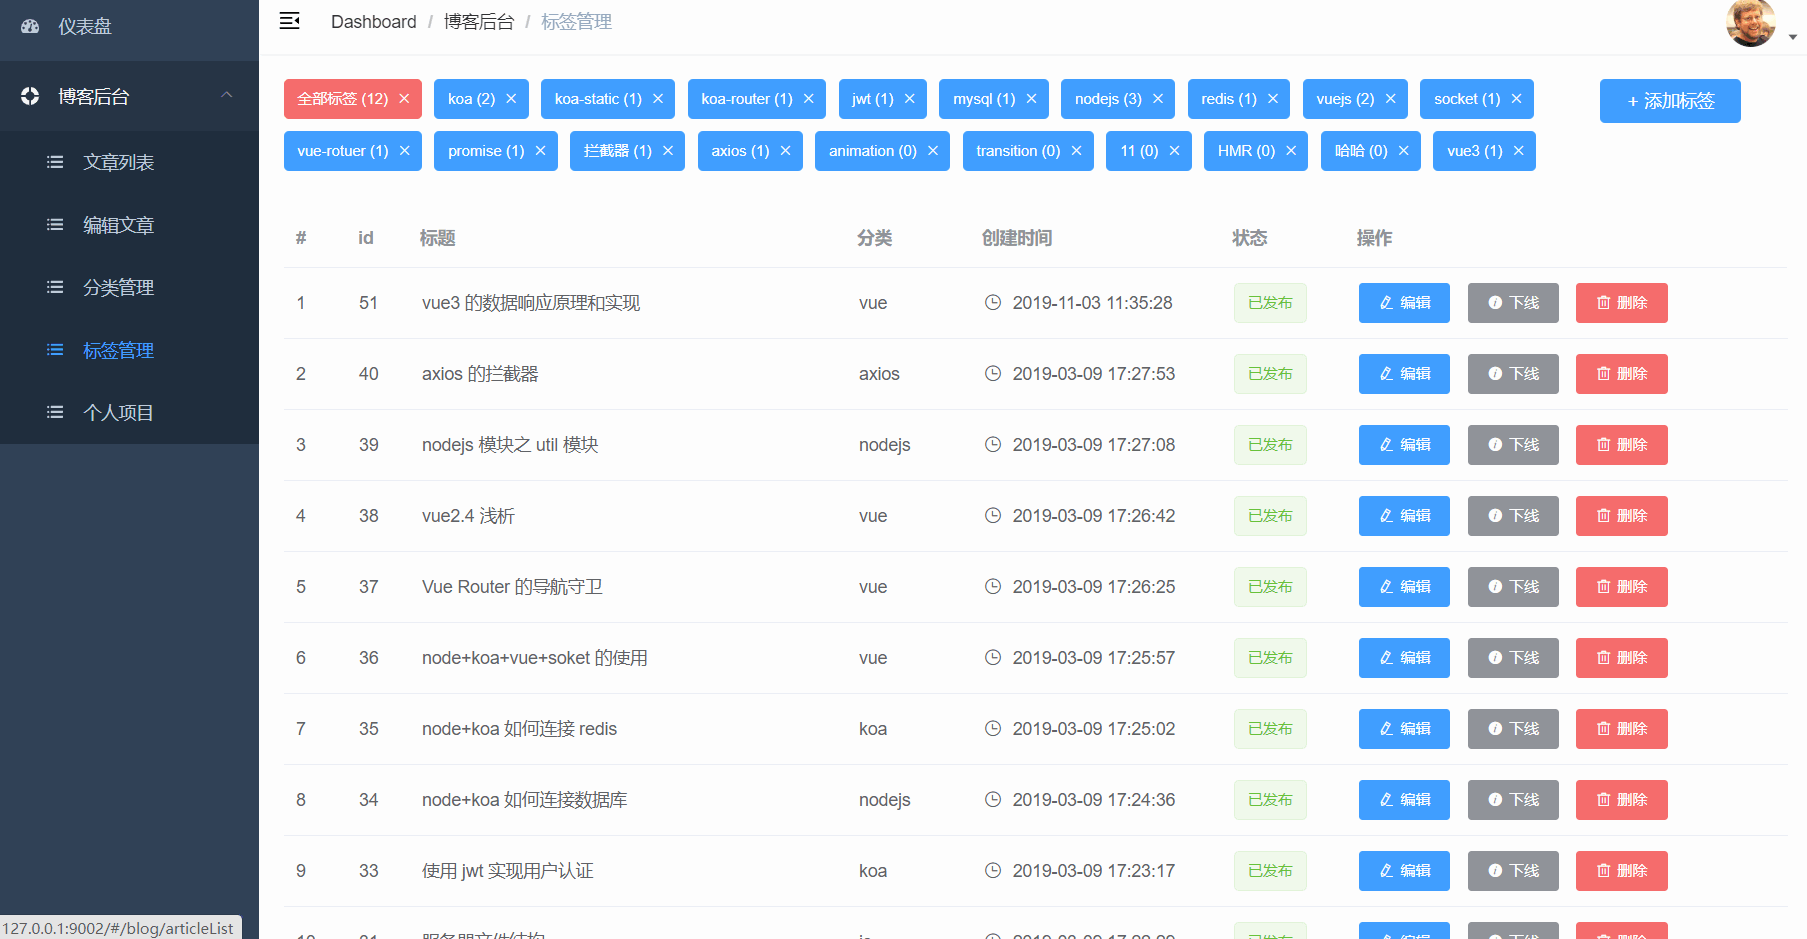 仪表盘
博客后台
文章列表
编辑文章
分类管理
标签管理
个人项目
127.0.0.1:9002/#/blog/articleList
Dashboard / 博客后台 / 标签管理
全部标签 (12) koa (2) koa-static (1) koa-router (1) jwt (1) mysql (1) nodejs (3) redis (1) vuejs (2) socket (1)
vue-rotuer (1) promise (1) 拦截器 (1) axios (1) animation (0) transition (0) 11 (0) HMR (0) 哈哈 (0) vue3 (1)
+ 添加标签
# id 标题 分类 创建时间 状态 操作
1 51 vue3 的数据响应原理和实现 vue 2019-11-03 11:35:28 已发布 编辑 下线 删除
2 40 axios 的拦截器 axios 2019-03-09 17:27:53 已发布 编辑 下线 删除
3 39 nodejs 模块之 util 模块 nodejs 2019-03-09 17:27:08 已发布 编辑 下线 删除
4 38 vue2.4 浅析 vue 2019-03-09 17:26:42 已发布 编辑 下线 删除
5 37 Vue Router 的导航守卫 vue 2019-03-09 17:26:25 已发布 编辑 下线 删除
6 36 node+koa+vue+soket 的使用 vue 2019-03-09 17:25:57 已发布 编辑 下线 删除
7 35 node+koa 如何连接 redis koa 2019-03-09 17:25:02 已发布 编辑 下线 删除
8 34 node+koa 如何连接数据库 nodejs 2019-03-09 17:24:36 已发布 编辑 下线 删除
9 33 使用 jwt 实现用户认证 koa 2019-03-09 17:23:17 已发布 编辑 下线 删除